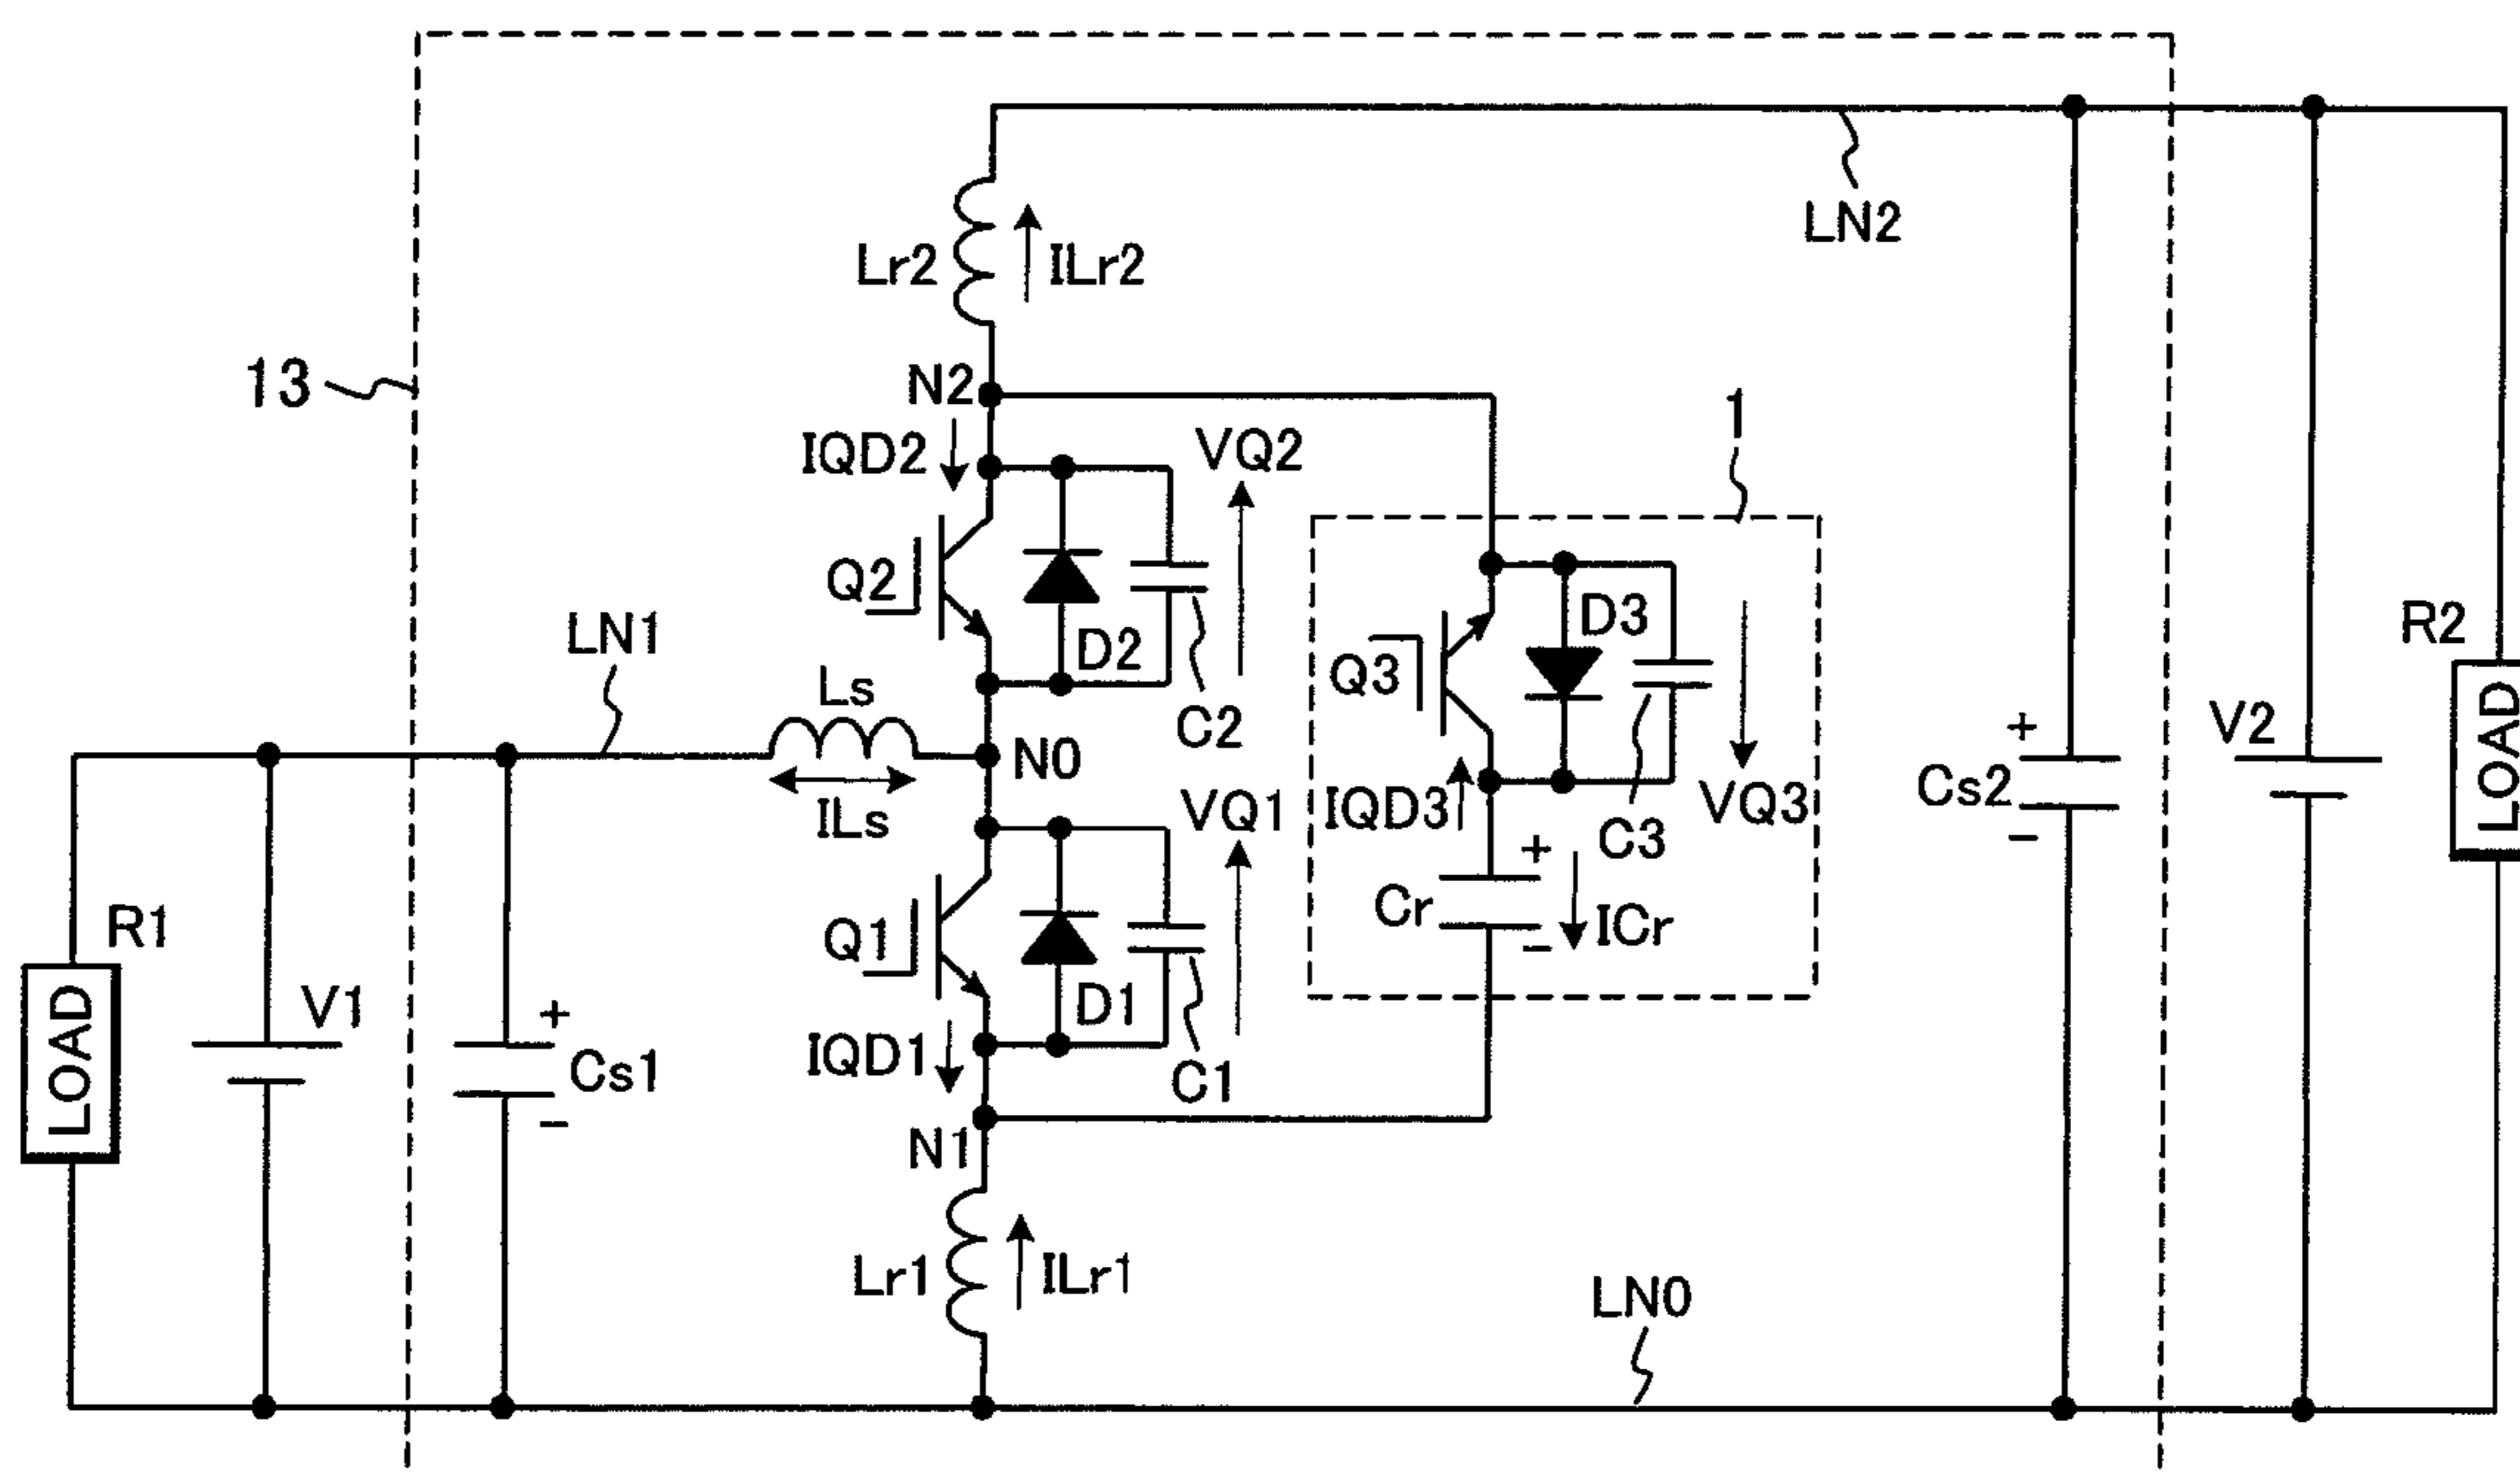 LN2
Lr2
ILr2
13
N2
1
IQD2
VQ2
Q2
D2
C2
LN1
Ls
ILs
N0
D3
Q3
R2
LOAD
V2
Cs2
+
-
VQ1
IQD3
C3
VQ3
+
Cr
ICr
-
R1
LOAD
V1
+
Cs1
-
Q1
D1
IQD1
C1
N1
Lr1
ILr1
LN0